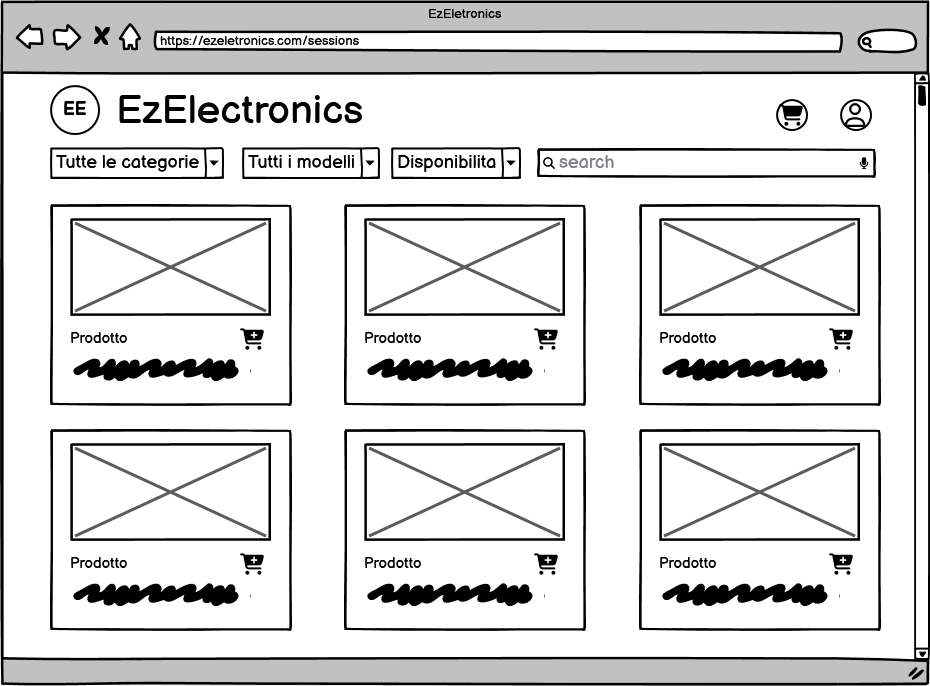 EzEletronics
https://ezeletronics.com/sessions
EE EzElectronics
Tutte le categorie Tutti i modelli Disponibilita search
Prodotto Prodotto Prodotto
Prodotto Prodotto Prodotto